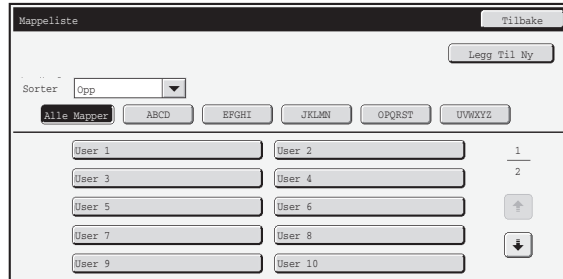 Mappeliste Tilbake
Legg Til Ny
Sorter Opp
Alle Mapper ABCD EFGHI JKLMN OPQRST UVWXYZ
User 1 User 2 1
User 3 User 4 2
User 5 User 6
User 7 User 8
User 9 User 10